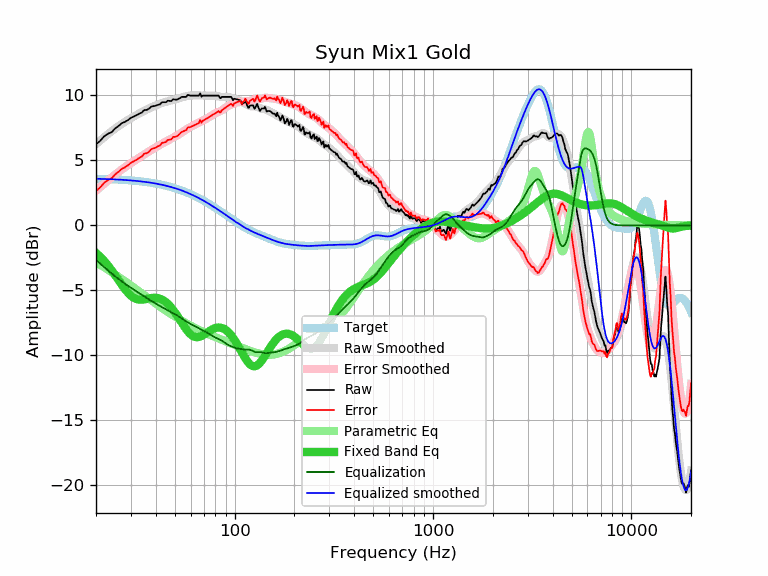 Syun Mix1 Gold
Amplitude (dBr)
10
5
0
−5
−10
−15
−20
Target
Raw Smoothed
Error Smoothed
Raw
Error
Parametric Eq
Fixed Band Eq
Equalization
Equalized smoothed
100
1000
10000
Frequency (Hz)